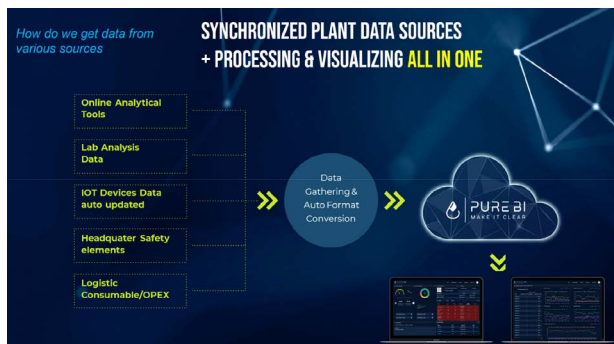 How do we get data from
various sources
SYNCHRONIZED PLANT DATA SOURCES
+ PROCESSING & VISUALIZING ALL IN ONE
Online Analytical
Tools
Lab Analysis
Data
IOT Devices Data
auto updated
Headquater Safety
elements
Logistic
Consumable/OPEX
Data
Gathering &
Auto Format
Conversion
PURE BI
MAKE IT CLEAR